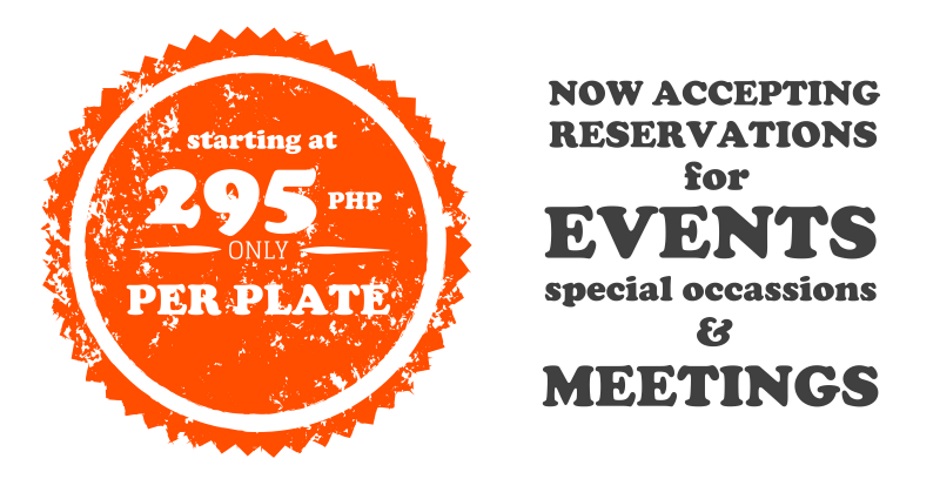 starting at
295 PHP
ONLY
PER PLATE
NOW ACCEPTING
RESERVATIONS
for
EVENTS
special occassions
&
MEETINGS